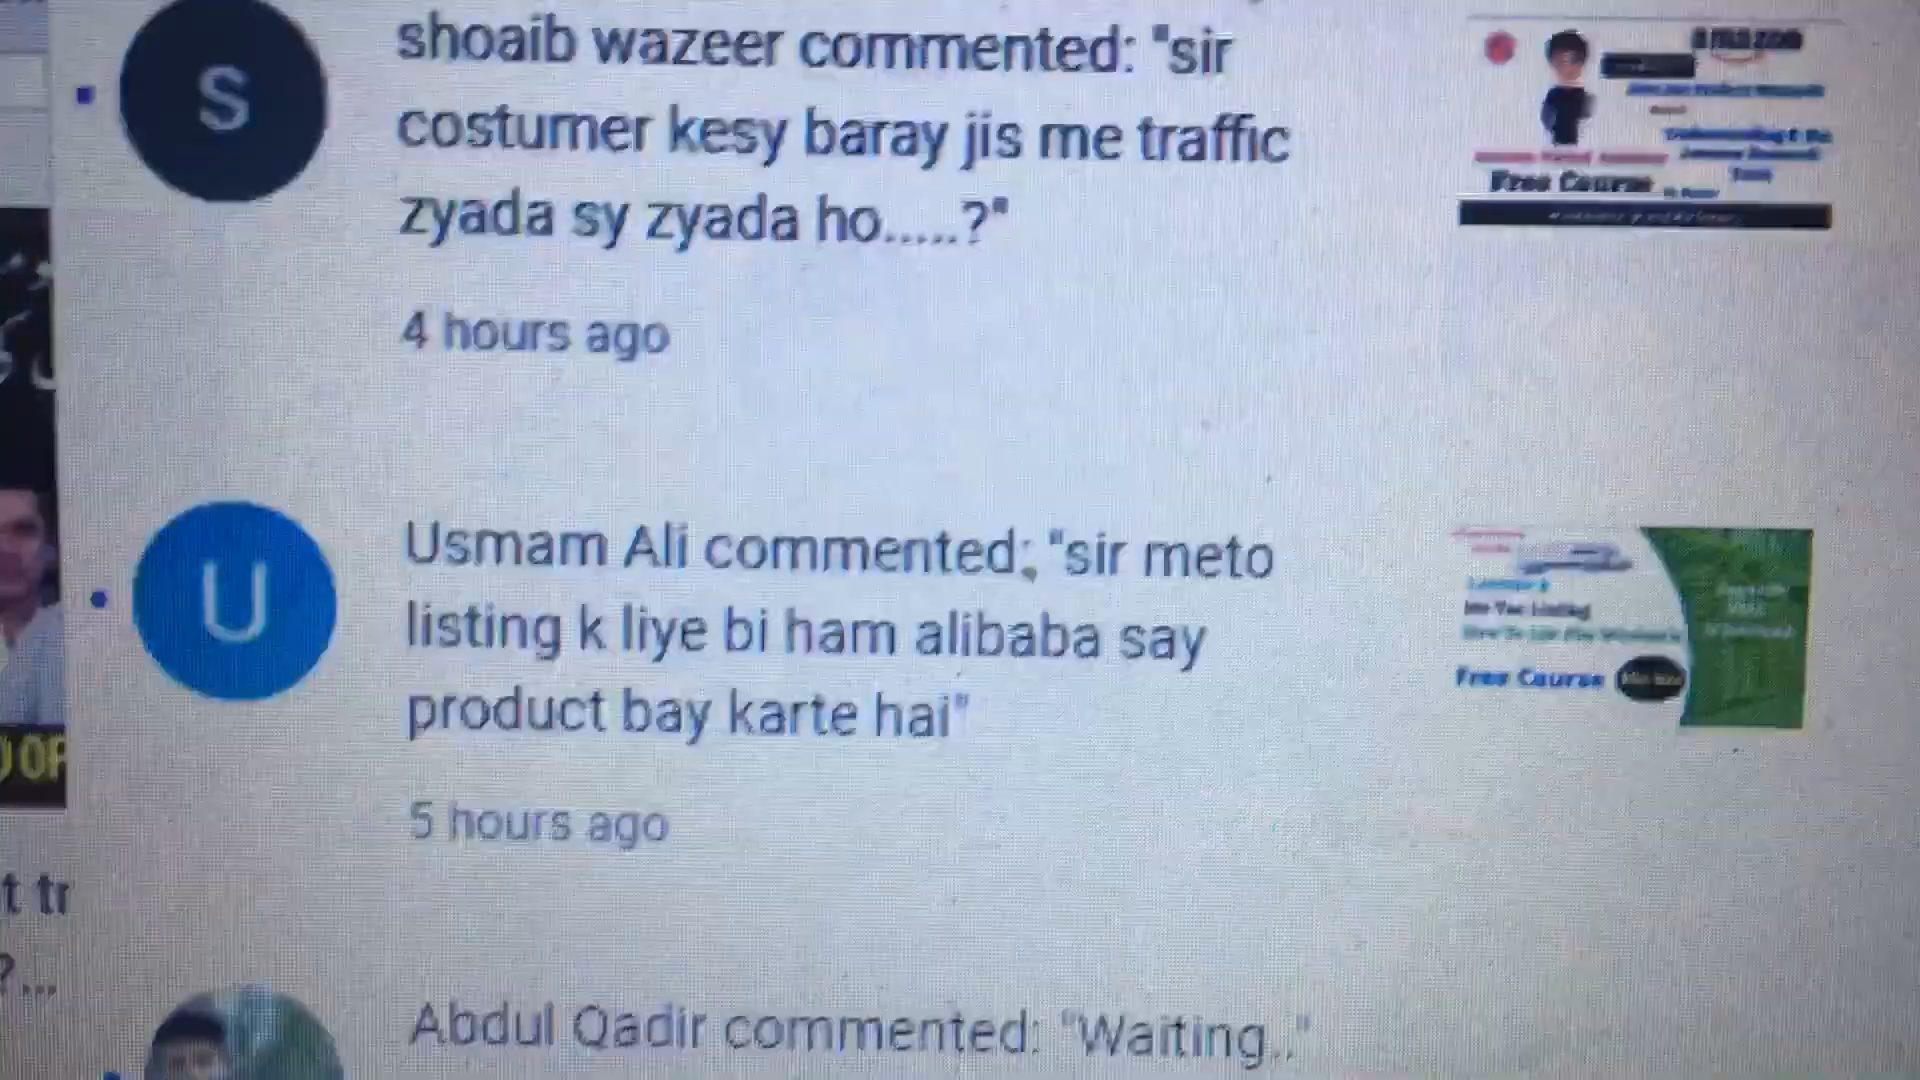 S
shoaib wazeer commented: "sir
costumer kesy baray jis me traffic
zyada sy zyada ho.....?"
4 hours ago
amazon
Free Course
U
Usmam Ali commented: "sir meto
listing k liye bi ham alibaba say
product bay karte hai"
5 hours ago
Free Course
OF
t tr
?...
Abdul Qadir commented: "Waiting.."